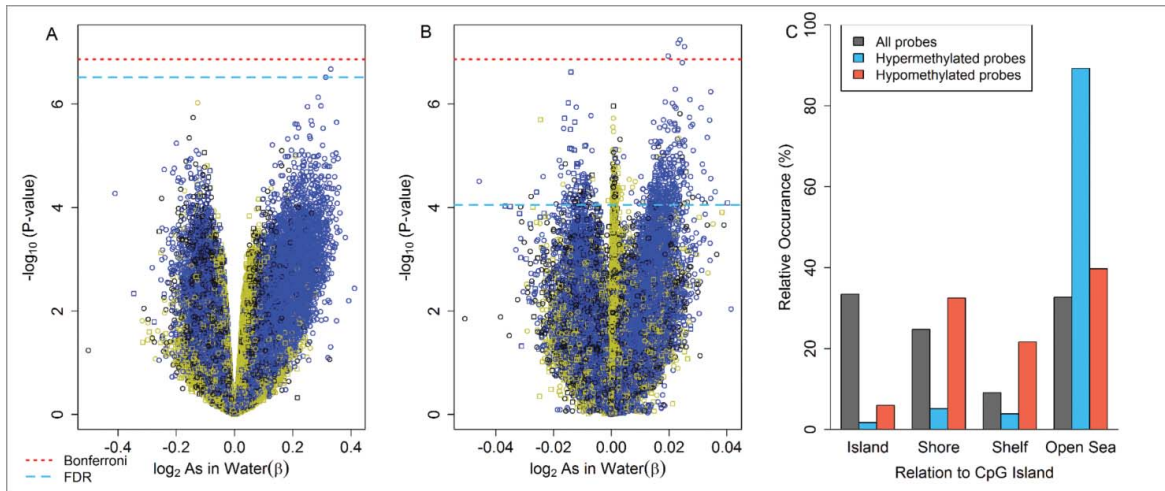 A
-log10 (P-value)
6
4
2
0
-0.4
-0.2
0.0
0.2
0.4
log2 As in Water(β)
Bonferroni
FDR
B
-log10 (P-value)
6
4
2
0
-0.04
-0.02
0.00
0.02
0.04
log2 As in Water(β)
C
All probes
Hypermethylated probes
Hypomethylated probes
Relative Occurance (%)
100
80
60
40
20
0
Island
Shore
Shelf
Open Sea
Relation to CpG Island